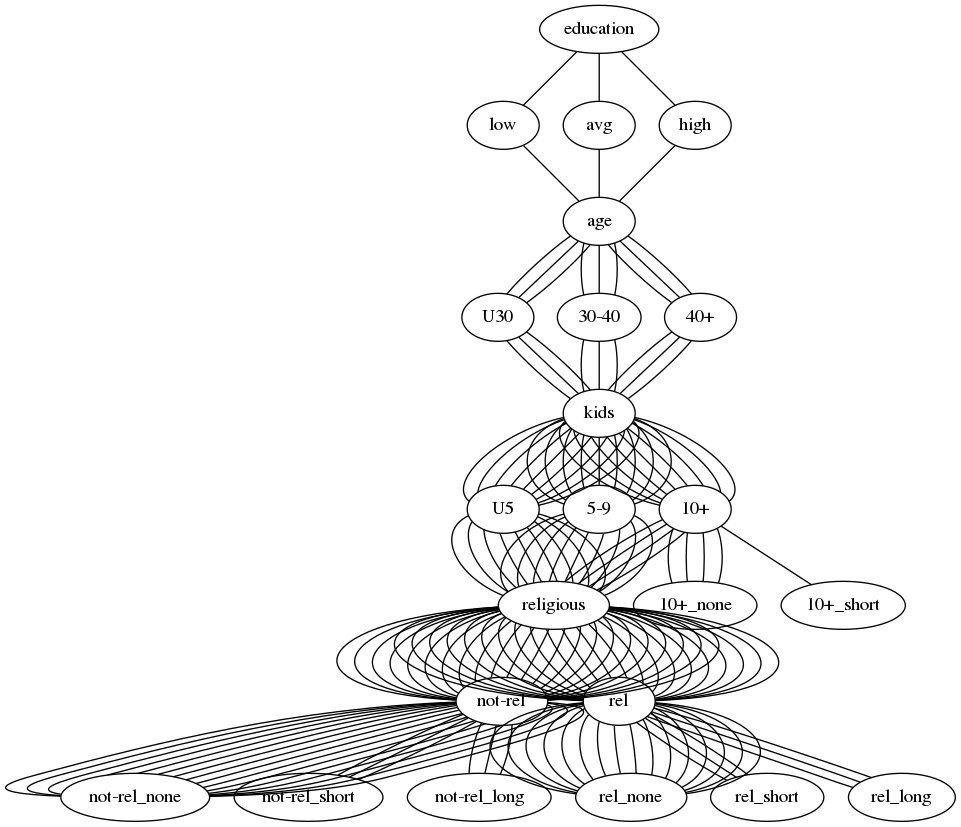 education
low avg high
age
U30 30-40 40+
kids
U5 5-9 10+
religious 10+_none 10+_short
not-rel rel
not-rel_none not-rel_short not-rel_long rel_none rel_short rel_long